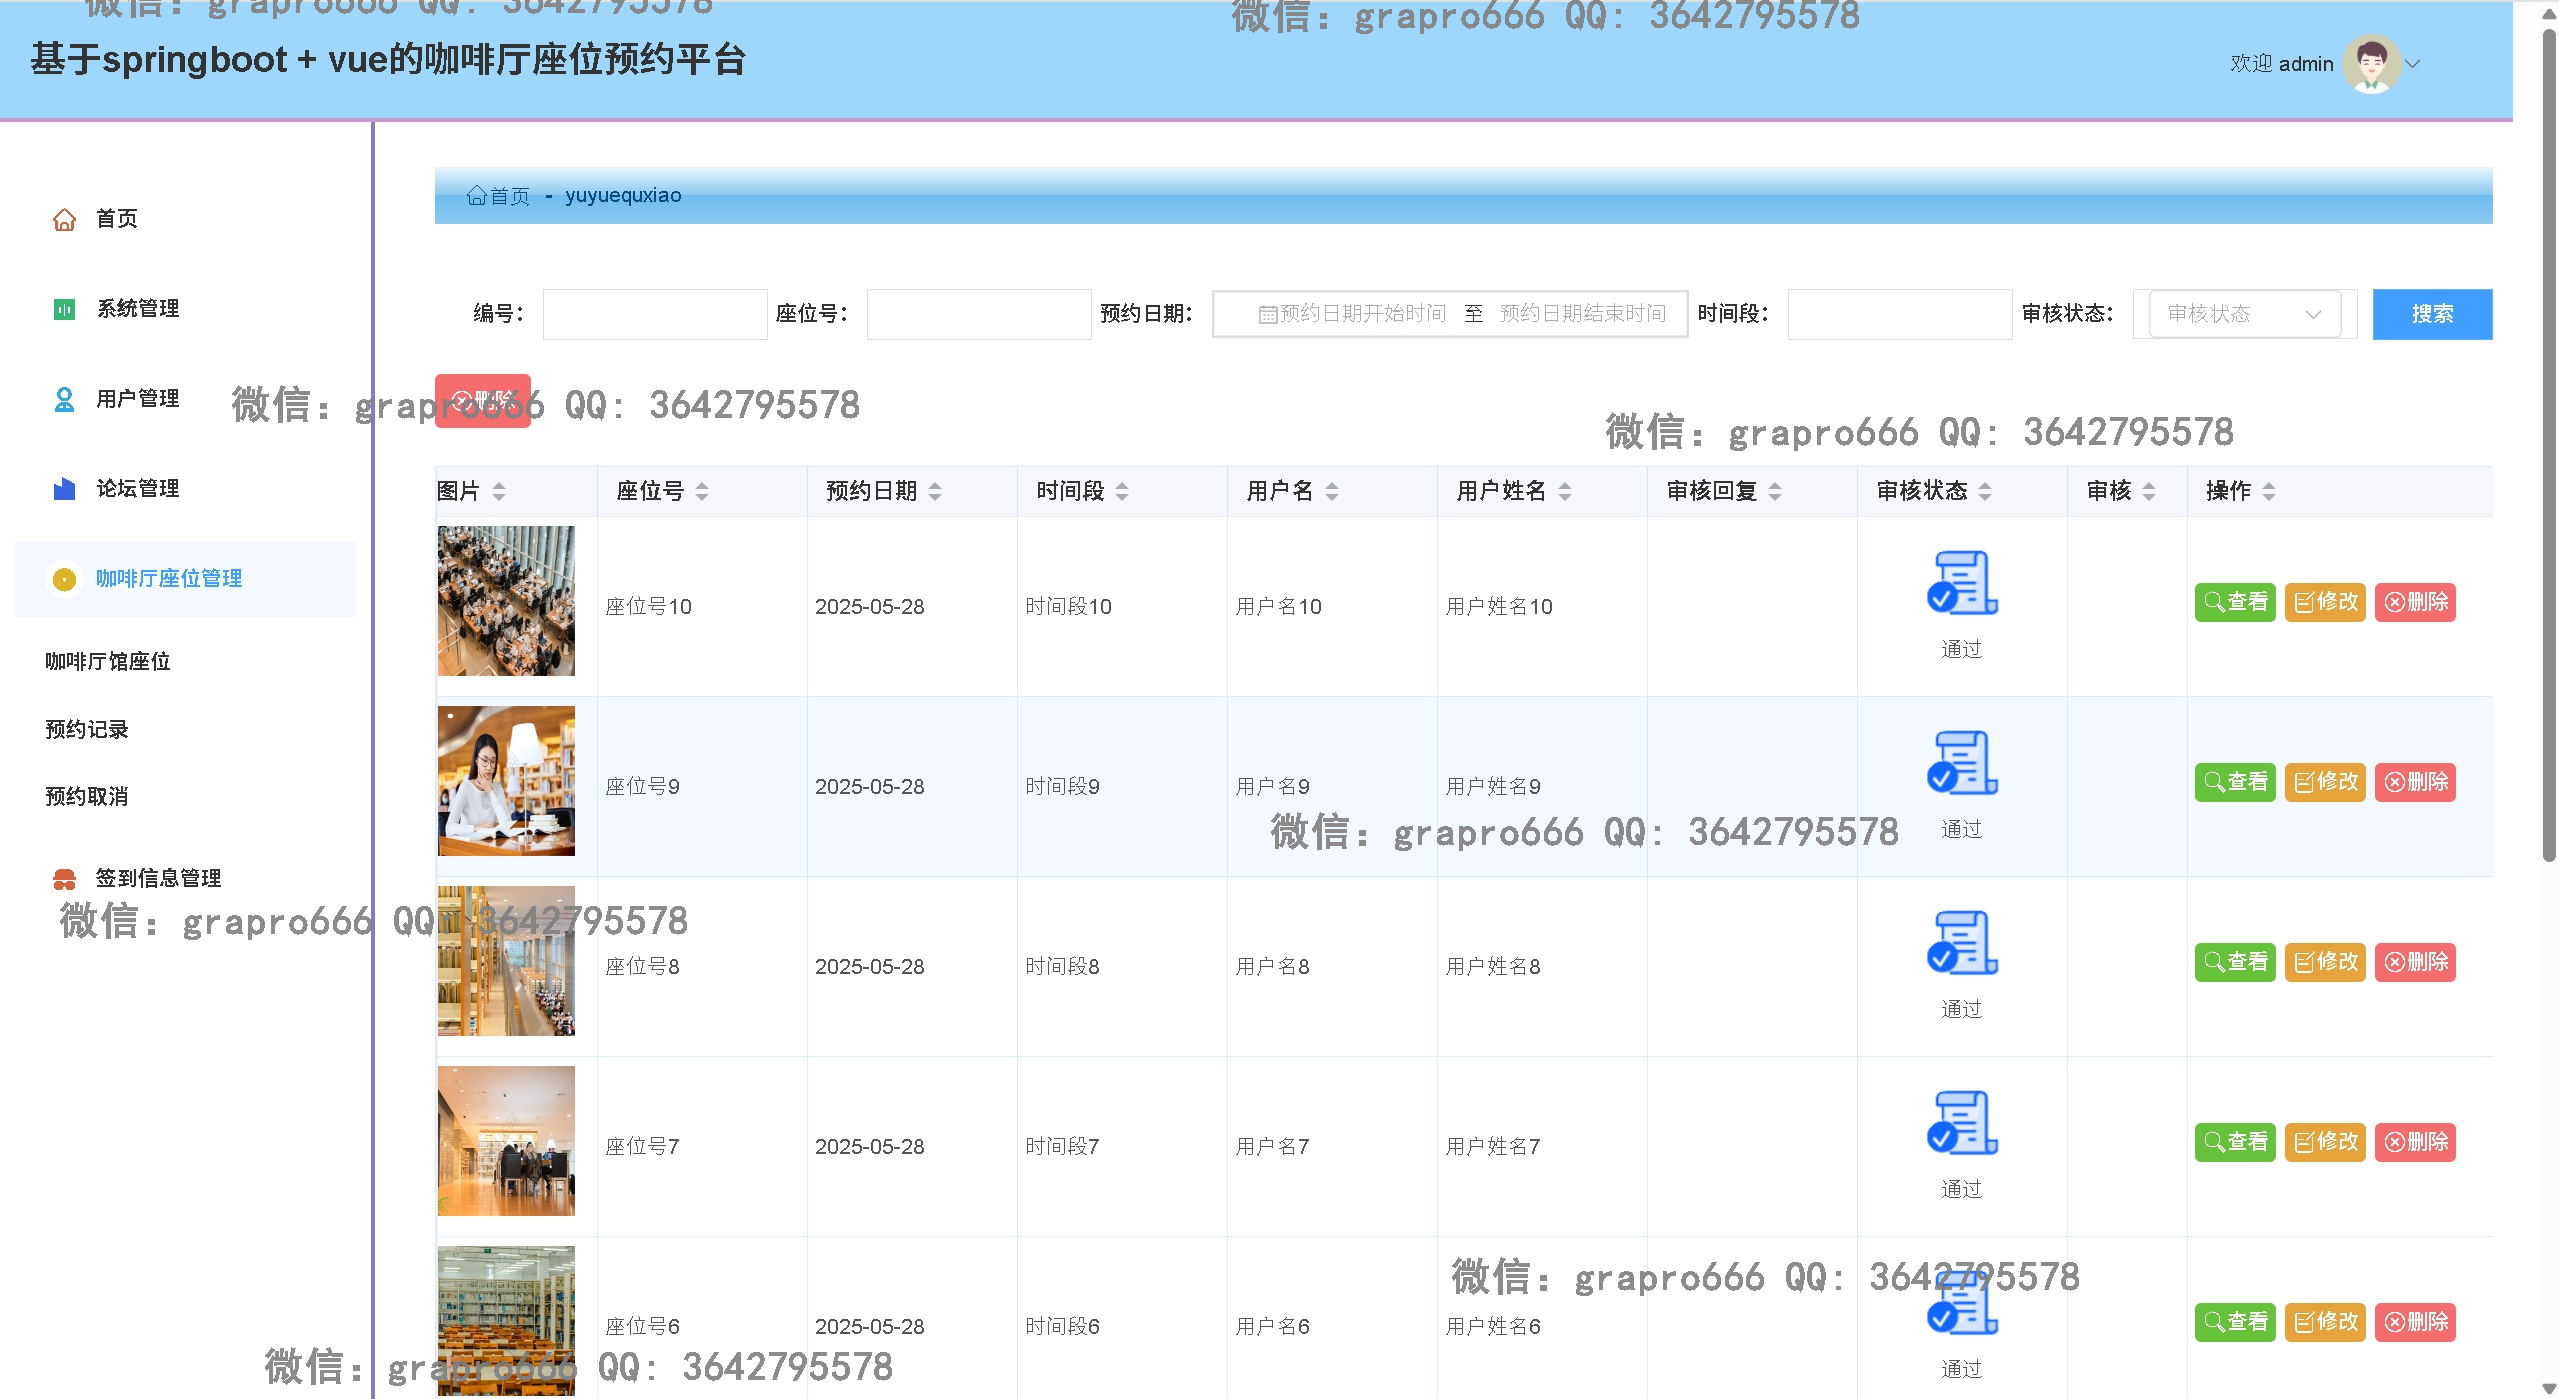 微信: grapro666 QQ: 3642795578
微信: grapro666 QQ: 3642795578
基于springboot + vue的咖啡厅座位预约平台
欢迎 admin
首页 - yuyuequxiao
首页
系统管理
用户管理
论坛管理
咖啡厅座位管理
咖啡厅馆座位
预约记录
预约取消
签到信息管理
编号: 座位号: 预约日期: 预约日期开始时间 至 预约日期结束时间 时间段: 审核状态: 审核状态 搜索
删除
微信: grapro666 QQ: 3642795578
微信: grapro666 QQ: 3642795578
图片 座位号 预约日期 时间段 用户名 用户姓名 审核回复 审核状态 审核 操作
座位号10 2025-05-28 时间段10 用户名10 用户姓名10 通过 查看 修改 删除
座位号9 2025-05-28 时间段9 用户名9 用户姓名9 通过 查看 修改 删除
微信: grapro666 QQ: 3642795578
微信: grapro666 QQ: 3642795578
座位号8 2025-05-28 时间段8 用户名8 用户姓名8 通过 查看 修改 删除
座位号7 2025-05-28 时间段7 用户名7 用户姓名7 通过 查看 修改 删除
微信: grapro666 QQ: 3642795578
座位号6 2025-05-28 时间段6 用户名6 用户姓名6 通过 查看 修改 删除
微信: grapro666 QQ: 3642795578